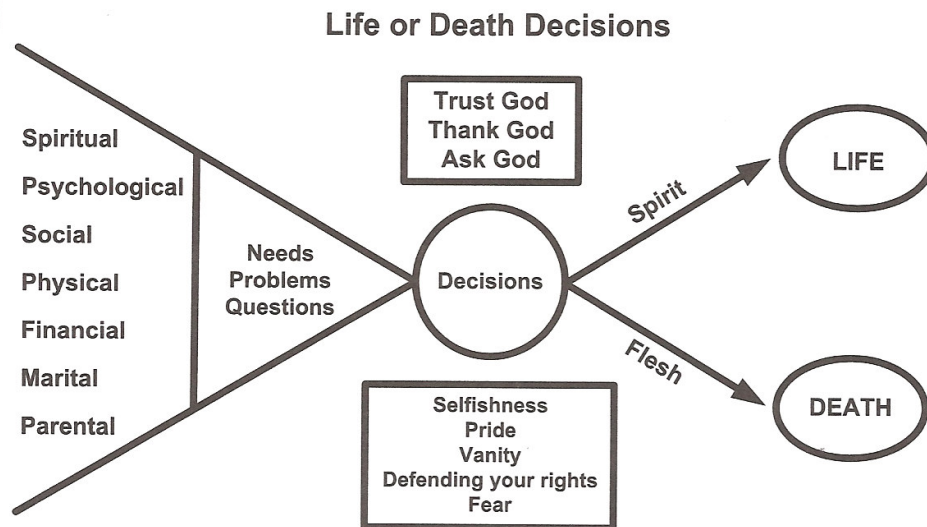 Life or Death Decisions
Spiritual
Psychological
Social
Physical
Financial
Marital
Parental
Needs
Problems
Questions
Trust God
Thank God
Ask God
Decisions
Selfishness
Pride
Vanity
Defending your rights
Fear
Spirit
Flesh
LIFE
DEATH